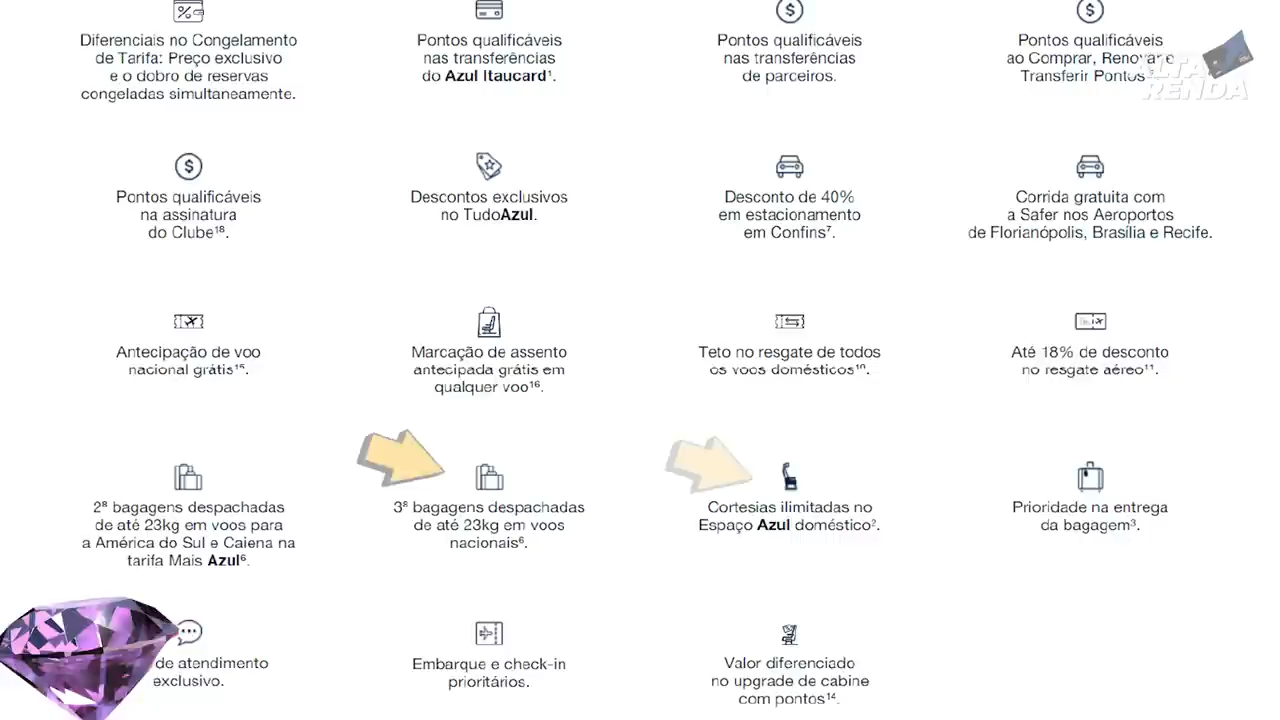 Diferenciais no Congelamento
de Tarifa: Preço exclusivo
e o dobro de reservas
congeladas simultaneamente.
Pontos qualificáveis
nas transferências
do Azul Itaucard¹.
Pontos qualificáveis
nas transferências
de parceiros.
Pontos qualificáveis
ao Comprar, Renovar e
Transferir Pontos
ALTA
RENDA
Pontos qualificáveis
na assinatura
do Clube¹⁸.
Descontos exclusivos
no TudoAzul.
Desconto de 40%
em estacionamento
em Confins⁷.
Corrida gratuita com
a Safer nos Aeroportos
de Florianópolis, Brasília e Recife.
Antecipação de voo
nacional grátis¹⁵.
Marcação de assento
antecipada grátis em
qualquer voo¹⁶.
Teto no resgate de todos
os voos domésticos¹⁰.
Até 18% de desconto
no resgate aéreo¹¹.
2ª bagagens despachadas
de até 23kg em voos para
a América do Sul e Caiena na
tarifa Mais Azul⁶.
3ª bagagens despachadas
de até 23kg em voos
nacionais⁶.
Cortesias ilimitadas no
Espaço Azul doméstico².
Prioridade na entrega
da bagagem³.
de atendimento
exclusivo.
Embarque e check-in
prioritários.
Valor diferenciado
no upgrade de cabine
com pontos¹⁴.